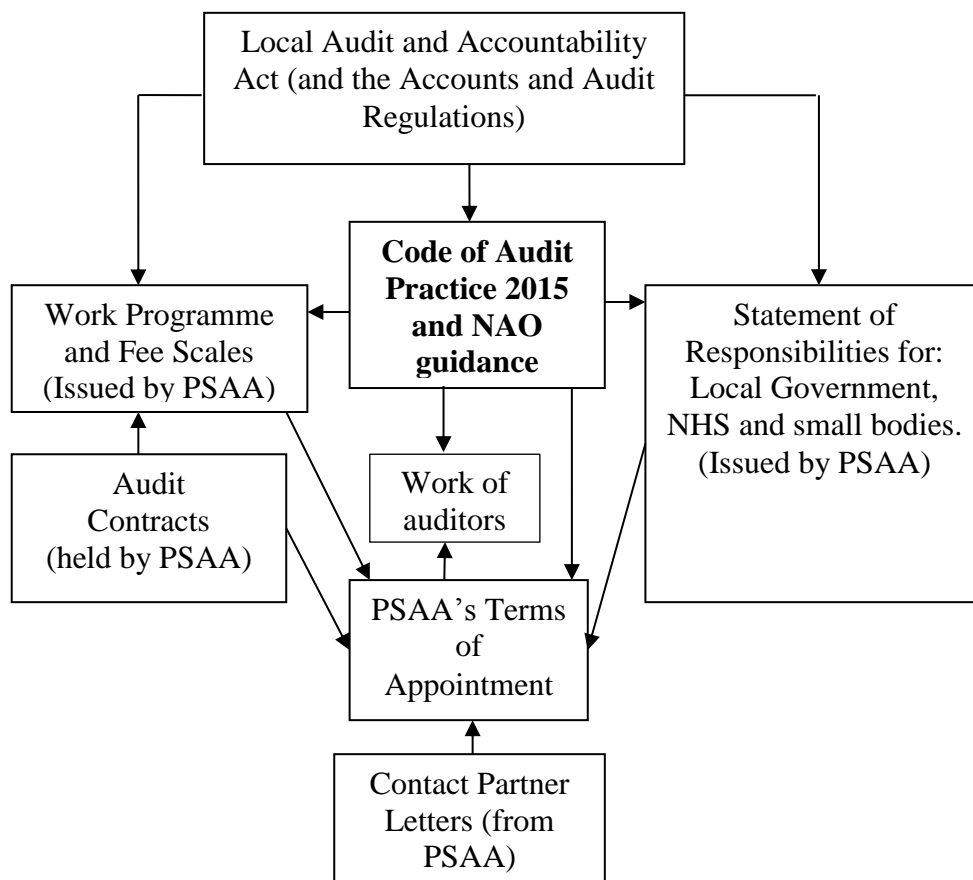 Local Audit and Accountability
Act (and the Accounts and Audit
Regulations)
Code of Audit
Practice 2015
and NAO
guidance
Work Programme
and Fee Scales
(Issued by PSAA)
Statement of
Responsibilities for:
Local Government,
NHS and small bodies.
(Issued by PSAA)
Audit
Contracts
(held by PSAA)
Work of
auditors
PSAA’s Terms
of
Appointment
Contact Partner
Letters (from
PSAA)